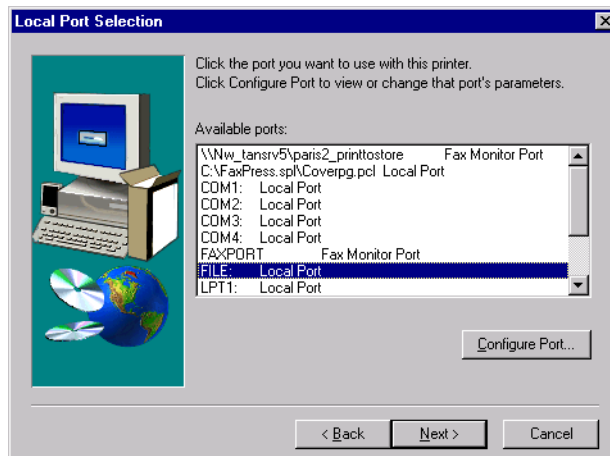 Local Port Selection
Click the port you want to use with this printer.
Click Configure Port to view or change that port's parameters.
Available ports:
\\Nw_tansrv5\paris2_printtostore Fax Monitor Port
C:\FaxPress.spl\Coverpg.pcl Local Port
COM1: Local Port
COM2: Local Port
COM3: Local Port
COM4: Local Port
FAXPORT Fax Monitor Port
FILE: Local Port
LPT1: Local Port
Configure Port...
< Back Next > Cancel